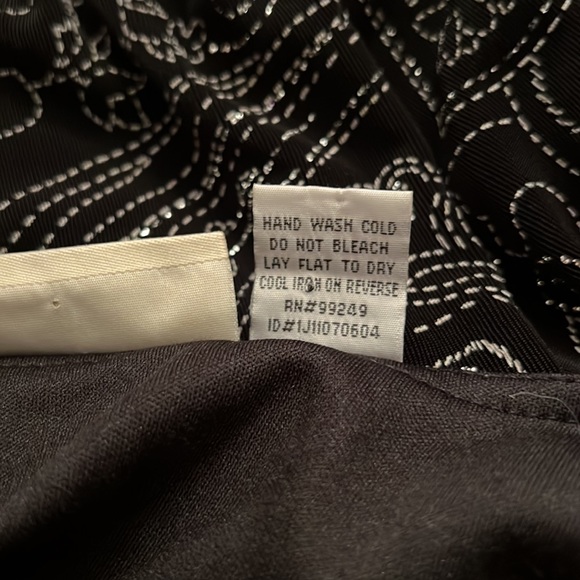 HAND WASH COLD
DO NOT BLEACH
LAY FLAT TO DRY
COOL IRON ON REVERSE
RN#99249
ID#1J11070604